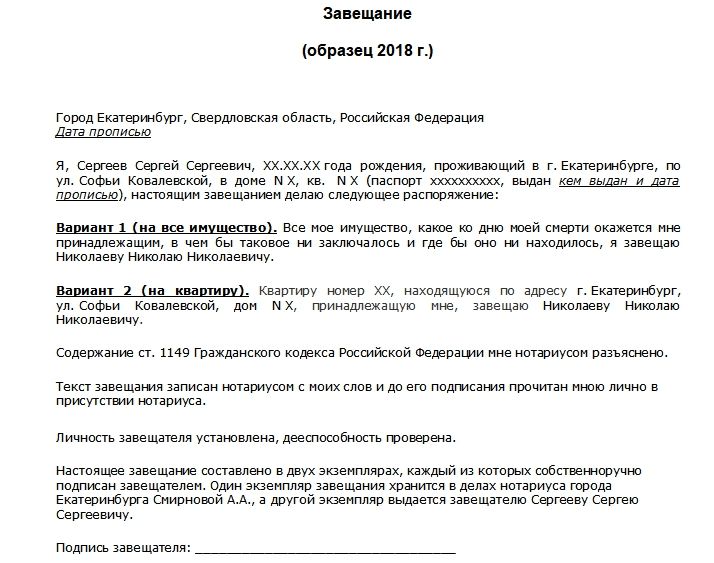 Завещание
(образец 2018 г.)
Город Екатеринбург, Свердловская область, Российская Федерация
Дата прописью
Я, Сергеев Сергей Сергеевич, XX.XX.XX года рождения, проживающий в г. Екатеринбурге, по
ул. Софьи Ковалевской, в доме N X, кв. N X (паспорт xxxxxxxxxx, выдан кем выдан и дата
прописью), настоящим завещанием делаю следующее распоряжение:
Вариант 1 (на все имущество). Все мое имущество, какое ко дню моей смерти окажется мне
принадлежащим, в чем бы таковое ни заключалось и где бы оно ни находилось, я завещаю
Николаеву Николаю Николаевичу.
Вариант 2 (на квартиру). Квартиру номер XX, находящуюся по адресу г. Екатеринбург,
ул. Софьи Ковалевской, дом N X, принадлежащую мне, завещаю Николаеву Николаю
Николаевичу.
Содержание ст. 1149 Гражданского кодекса Российской Федерации мне нотариусом разъяснено.
Текст завещания записан нотариусом с моих слов и до его подписания прочитан мною лично в
присутствии нотариуса.
Личность завещателя установлена, дееспособность проверена.
Настоящее завещание составлено в двух экземплярах, каждый из которых собственноручно
подписан завещателем. Один экземпляр завещания хранится в делах нотариуса города
Екатеринбурга Смирновой А.А., а другой экземпляр выдается завещателю Сергееву Сергею
Сергеевичу.
Подпись завещателя: ____________________________________